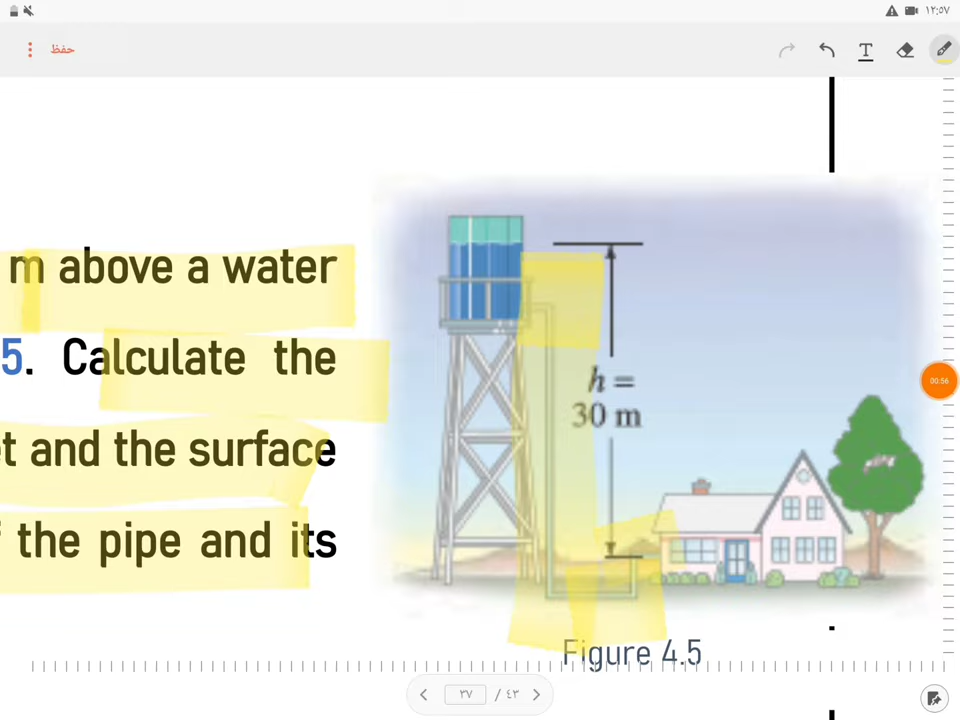 ١٢:٥٧
حفظ
T
m above a water
5. Calculate the
et and the surface
f the pipe and its
h =
30 m
00:56
Figure 4.5
٣٧ / ٤٣